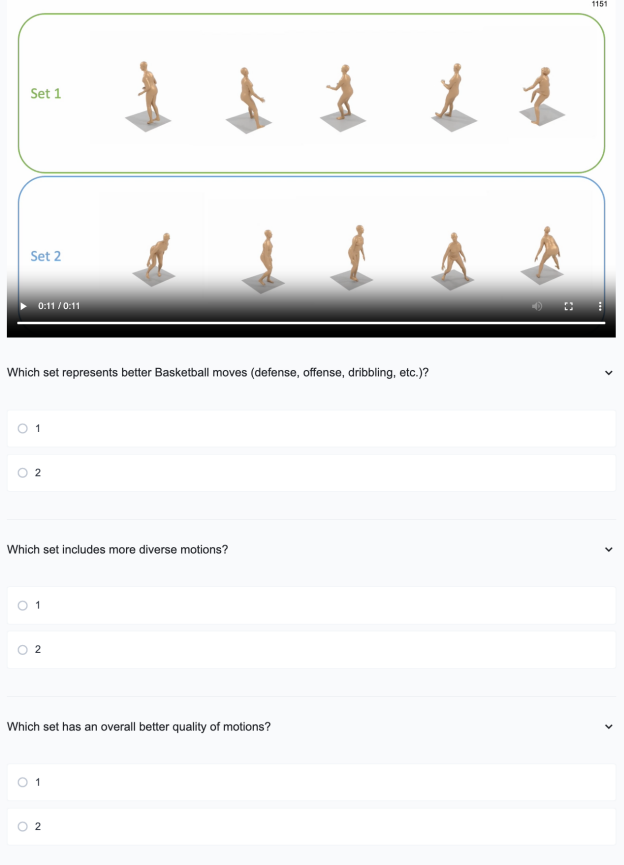 1151
Set 1
Set 2
0:11 / 0:11
Which set represents better Basketball moves (defense, offense, dribbling, etc.)?
1
2
Which set includes more diverse motions?
1
2
Which set has an overall better quality of motions?
1
2